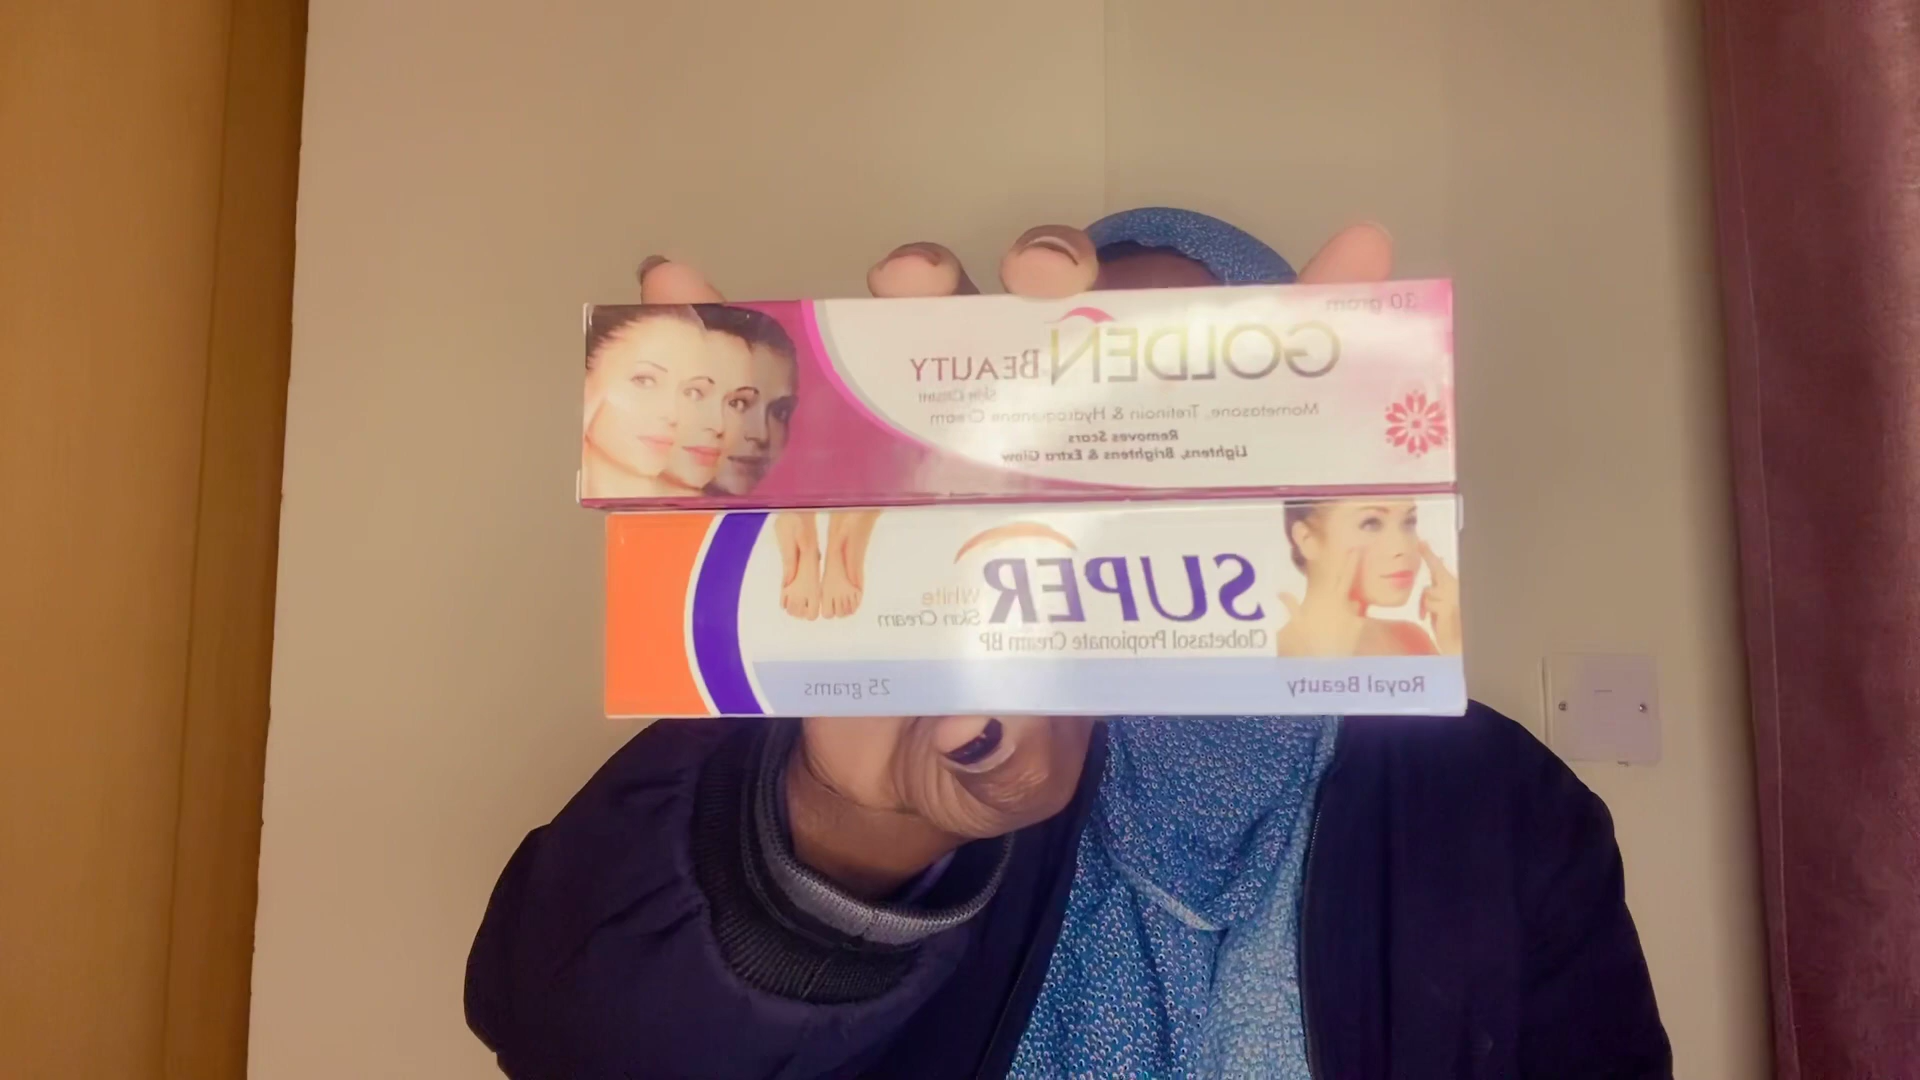 30 gram
GOLDEN BEAUTY
Skin Cream
Mometasone, Tretinoin & Hydroquinone Cream
Removes Scars
Lightens, Brightens & Extra Glow
SUPER White
Skin Cream
Clobetasol Propionate Cream BP
Royal Beauty 25 grams